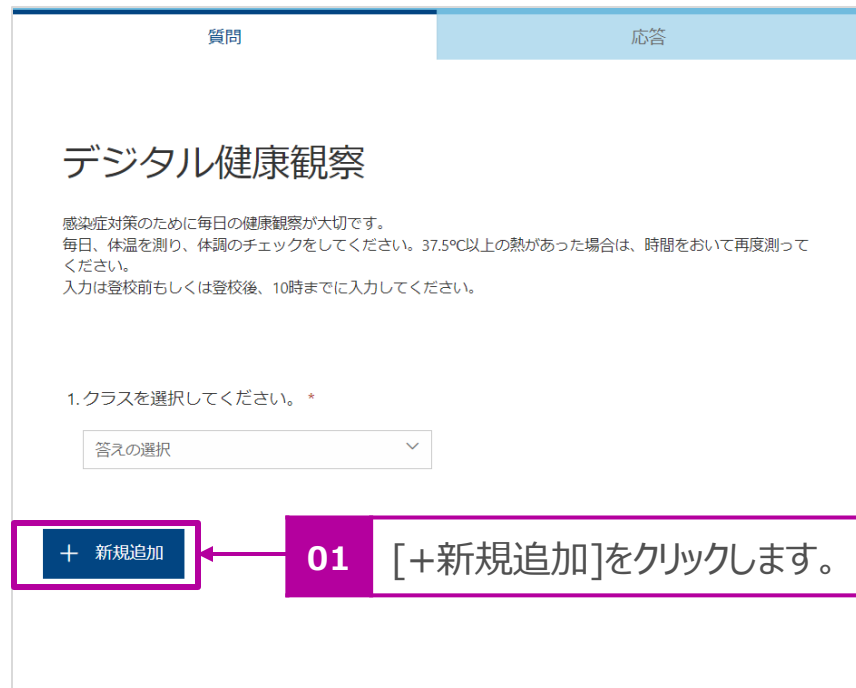 質問
応答
デジタル健康観察
感染症対策のために毎日の健康観察が大切です。
毎日、体温を測り、体調のチェックをしてください。37.5℃以上の熱があった場合は、時間をおいて再度測って
ください。
入力は登校前もしくは登校後、10時までに入力してください。
1. クラスを選択してください。 *
答えの選択
+ 新規追加
01 [+新規追加]をクリックします。